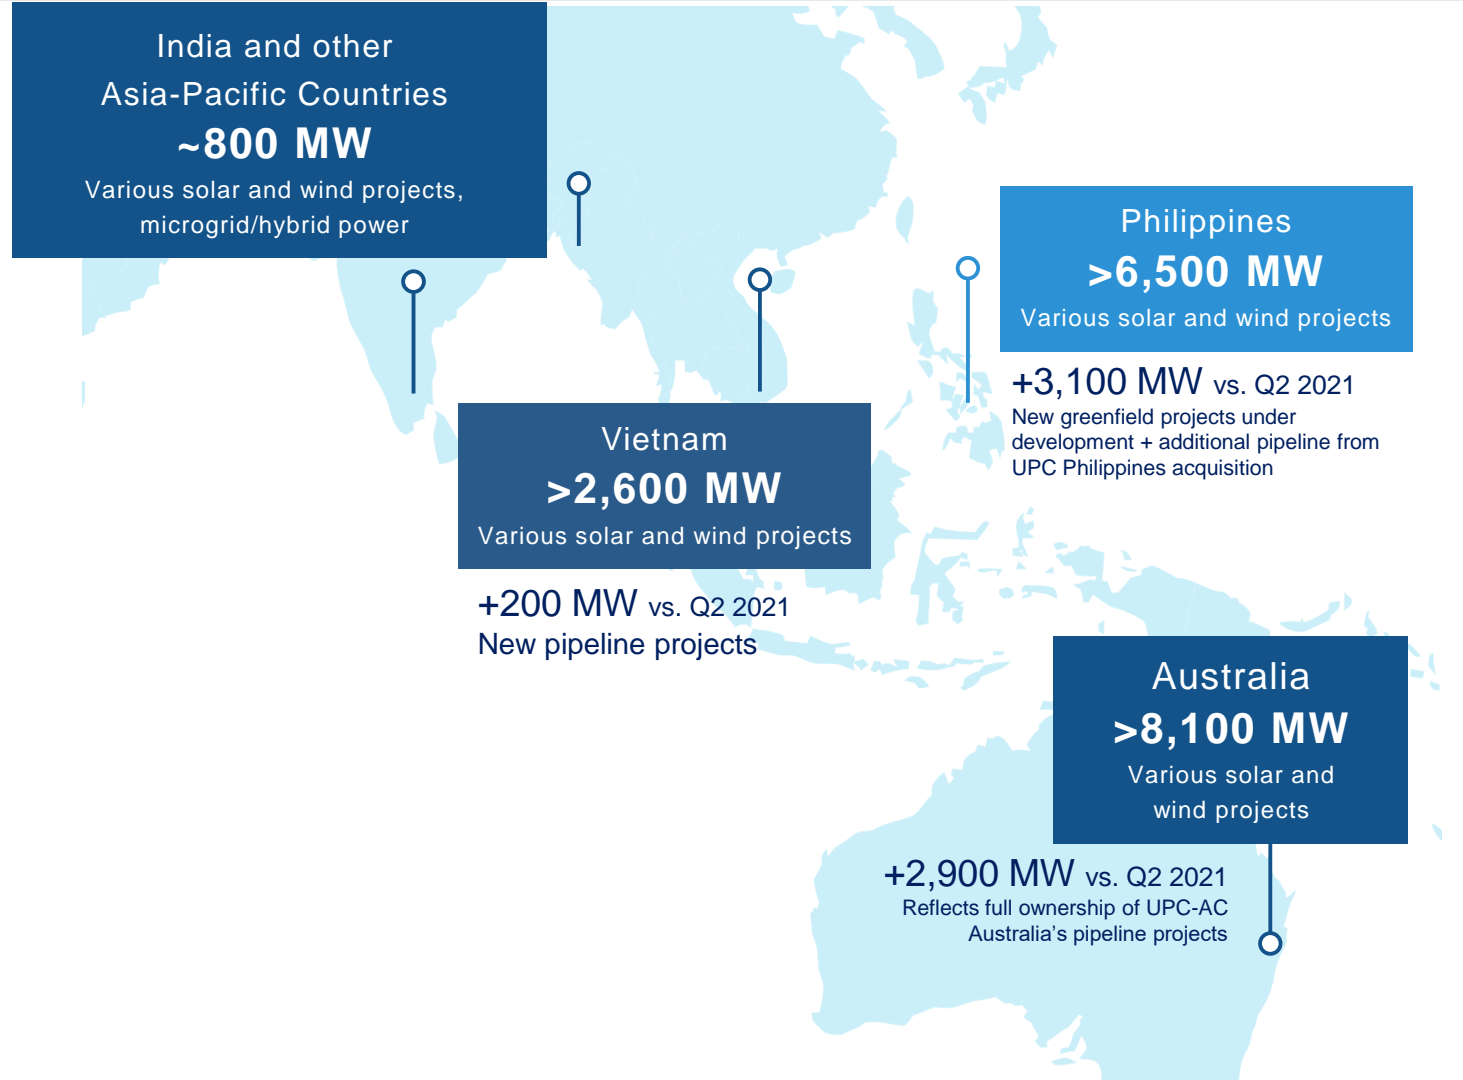 India and other
Asia-Pacific Countries
~800 MW
Various solar and wind projects,
microgrid/hybrid power
Philippines
>6,500 MW
Various solar and wind projects
+3,100 MW vs. Q2 2021
New greenfield projects under
development + additional pipeline from
UPC Philippines acquisition
Vietnam
>2,600 MW
Various solar and wind projects
+200 MW vs. Q2 2021
New pipeline projects
Australia
>8,100 MW
Various solar and
wind projects
+2,900 MW vs. Q2 2021
Reflects full ownership of UPC-AC
Australia’s pipeline projects